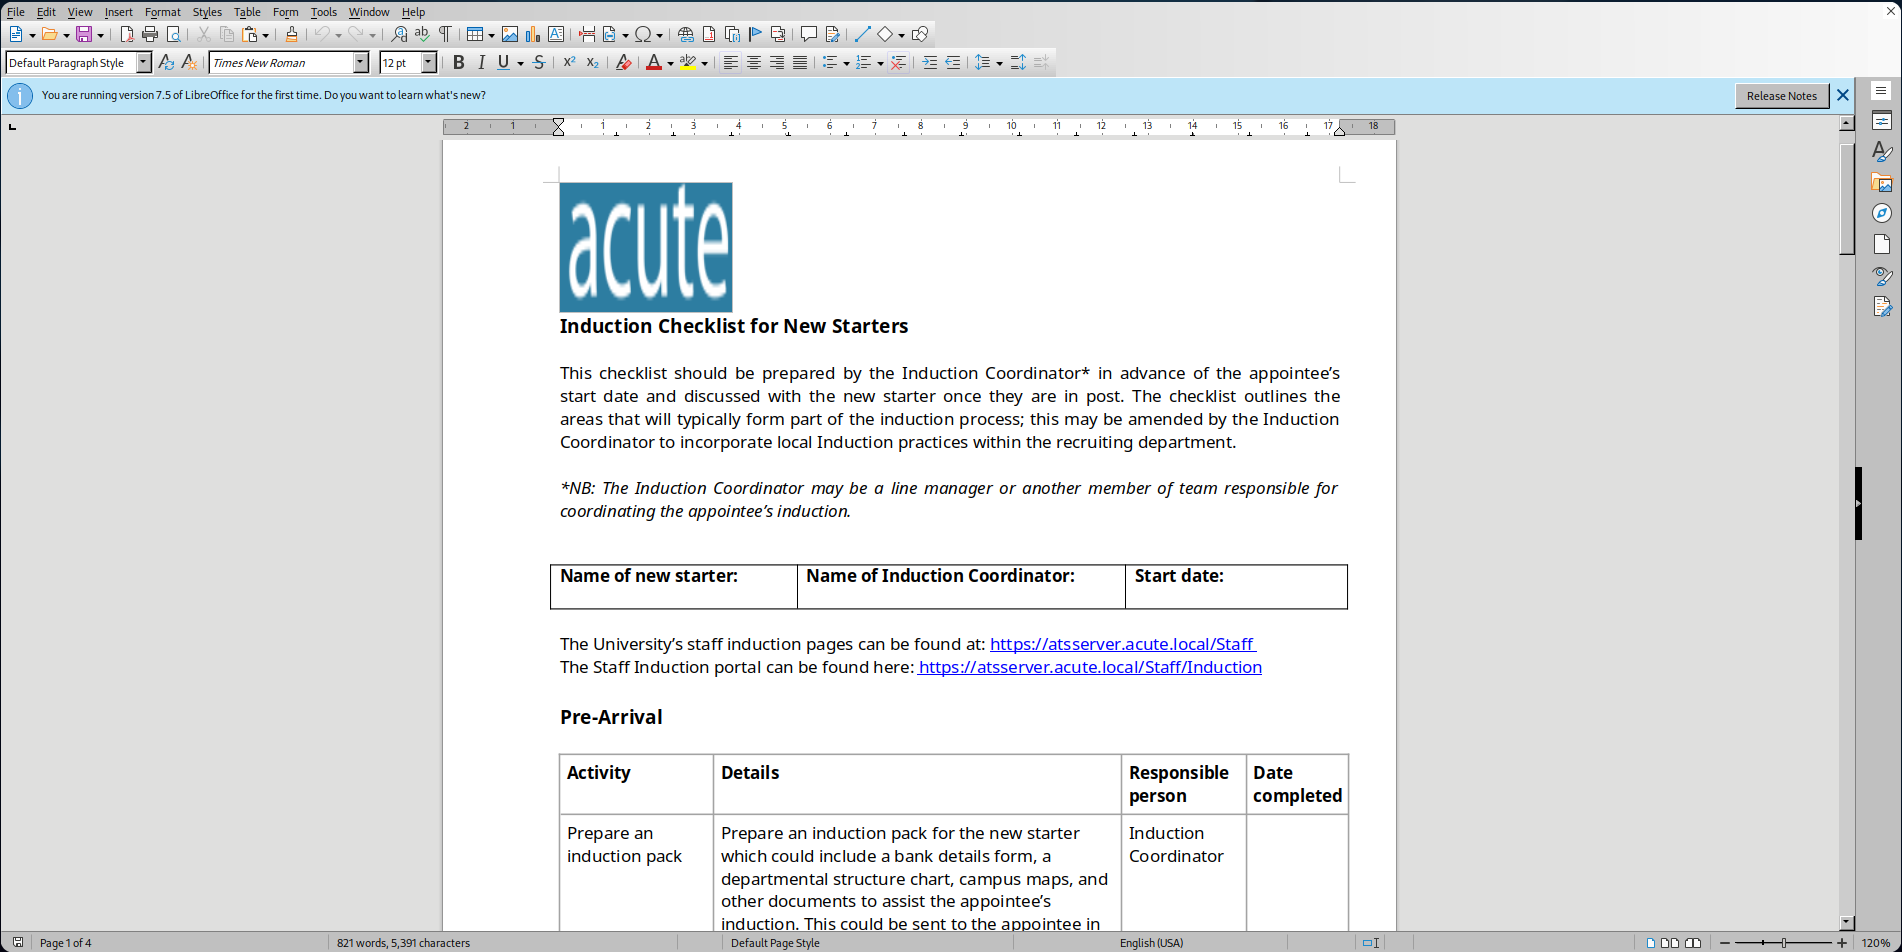 File Edit View Insert Format Styles Table Form Tools Window Help
Default Paragraph Style Times New Roman 12 pt
You are running version 7.5 of LibreOffice for the first time. Do you want to learn what's new? Release Notes
2 1 1 2 3 4 5 6 7 8 9 10 11 12 13 14 15 16 17 18
acute
Induction Checklist for New Starters
This checklist should be prepared by the Induction Coordinator* in advance of the appointee’s
start date and discussed with the new starter once they are in post. The checklist outlines the
areas that will typically form part of the induction process; this may be amended by the Induction
Coordinator to incorporate local Induction practices within the recruiting department.
*NB: The Induction Coordinator may be a line manager or another member of team responsible for
coordinating the appointee’s induction.
Name of new starter: Name of Induction Coordinator: Start date:
The University’s staff induction pages can be found at: https://atsserver.acute.local/Staff
The Staff Induction portal can be found here: https://atsserver.acute.local/Staff/Induction
Pre-Arrival
Activity Details Responsible Date
person completed
Prepare an Prepare an induction pack for the new starter Induction
induction pack which could include a bank details form, a Coordinator
departmental structure chart, campus maps, and
other documents to assist the appointee’s
induction. This could be sent to the appointee in
Page 1 of 4 821 words, 5,391 characters Default Page Style English (USA) 120%